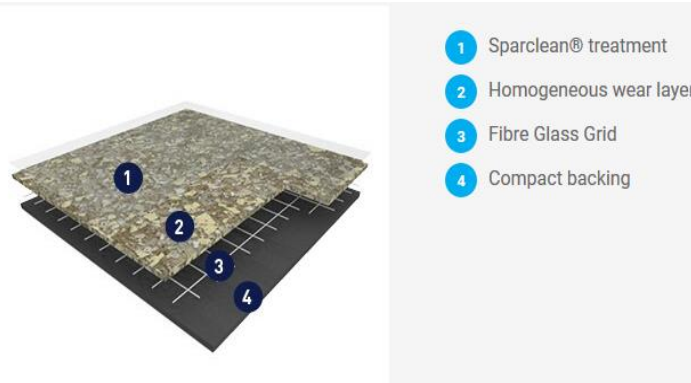 1
2
3
4
1 Sparclean® treatment
2 Homogeneous wear layer
3 Fibre Glass Grid
4 Compact backing